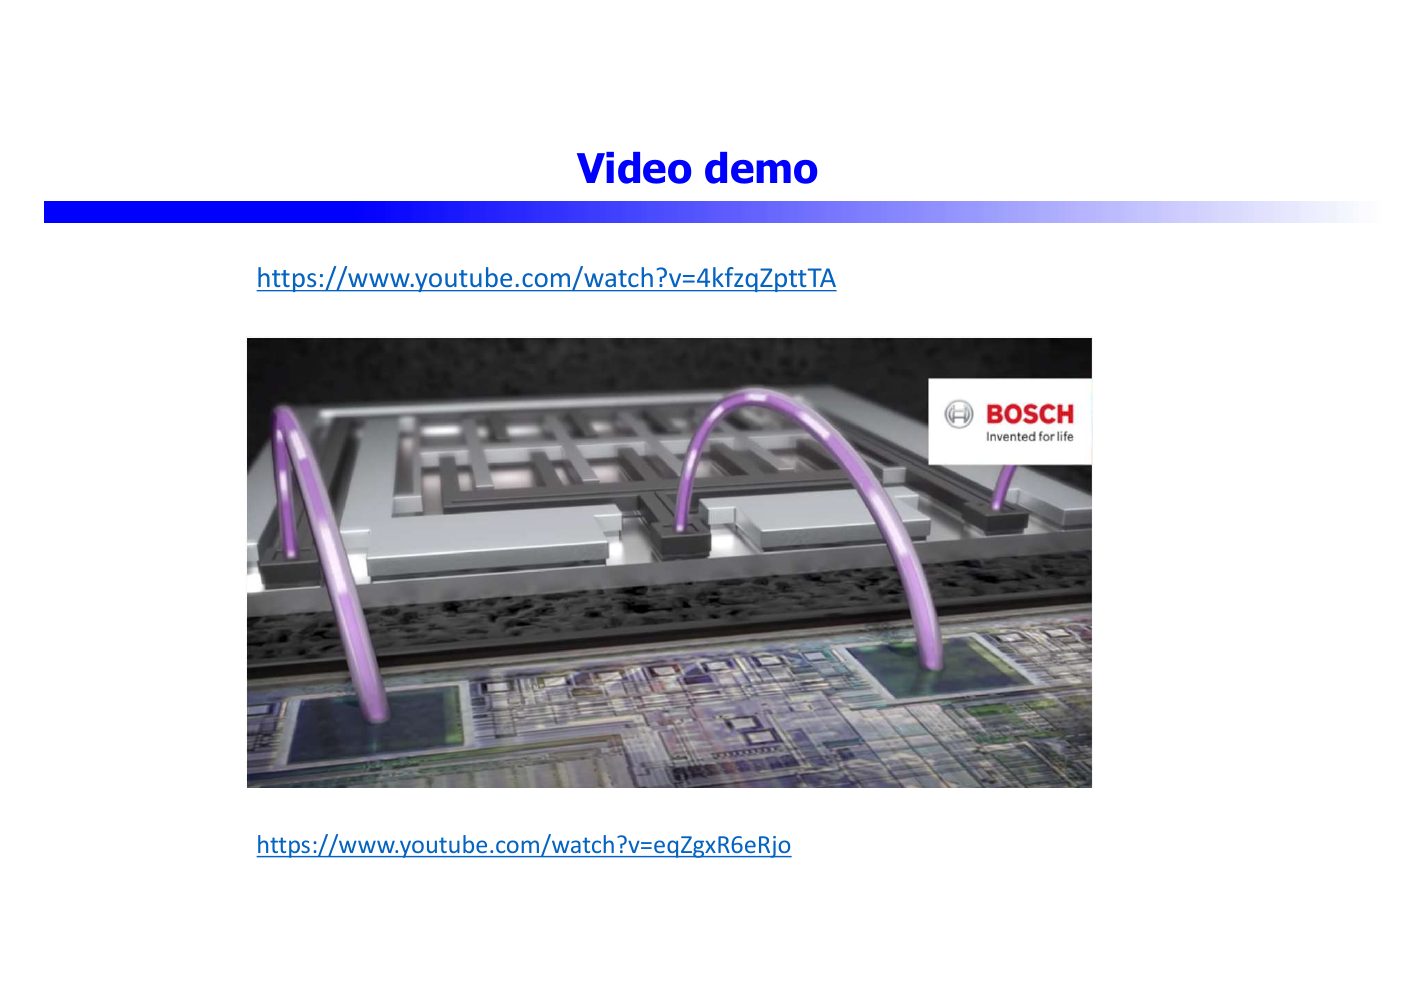 Video demo
https://www.youtube.com/watch?v=4kfzqZpttTA
BOSCH
Invented for life
https://www.youtube.com/watch?v=eqZgxR6eRjo